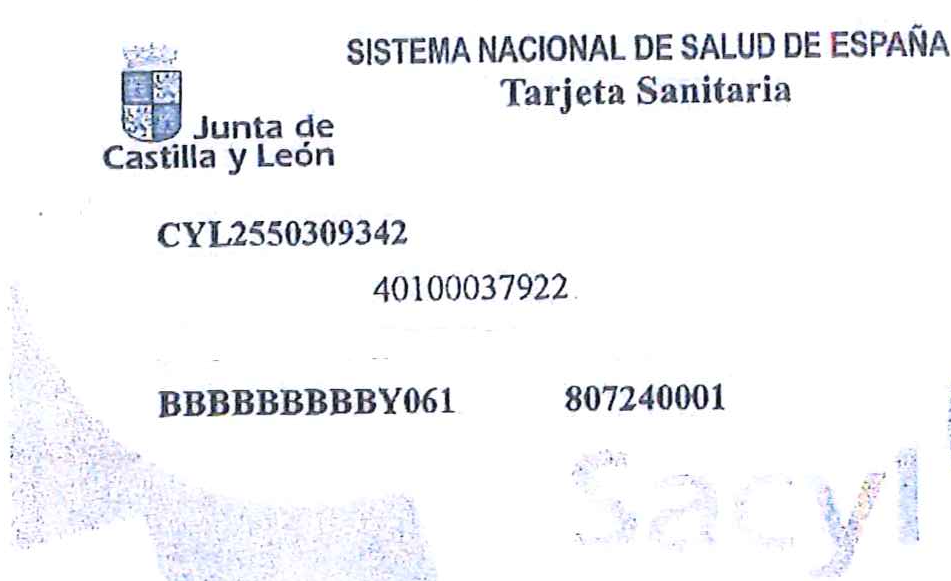 SISTEMA NACIONAL DE SALUD DE ESPAÑA
Tarjeta Sanitaria
Junta de
Castilla y León
CYL2550309342
40100037922
BBBBBBBBBY061 807240001
Sacyl